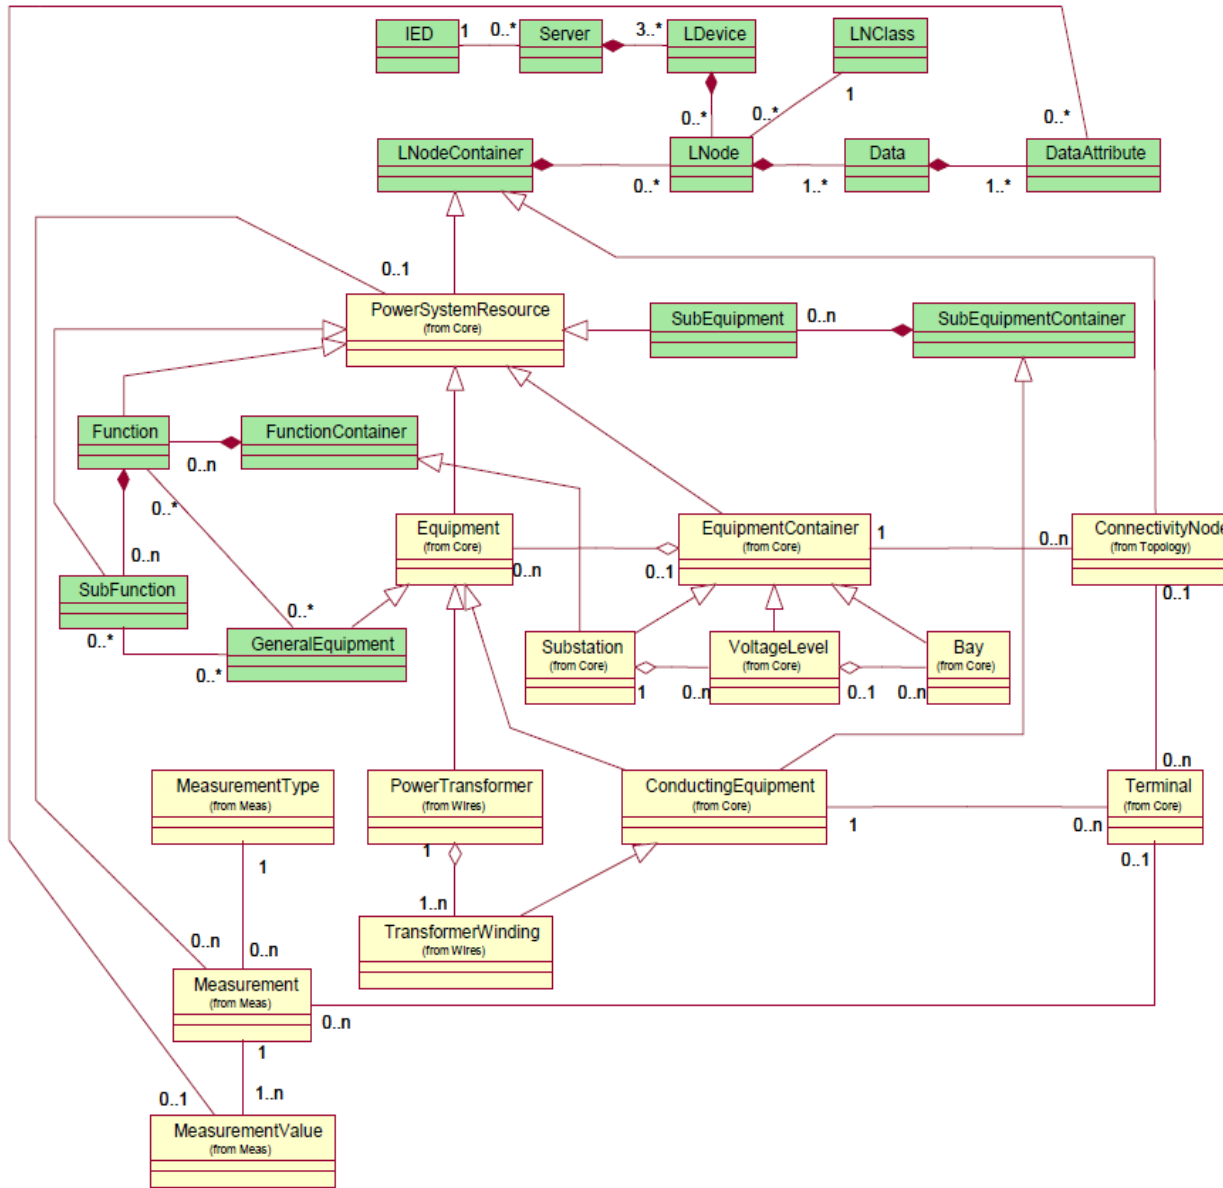 IED
1
0..*
Server
3..*
LDevice
LNClass
0..*
0..*
1
0..*
LNodeContainer
0..*
LNode
1..*
Data
1..*
DataAttribute
0..1
PowerSystemResource
(from Core)
SubEquipment
0..n
SubEquipmentContainer
Function
0..n
FunctionContainer
0..*
0..n
Equipment
(from Core)
0..n
0..1
EquipmentContainer
(from Core)
1
0..n
ConnectivityNode
(from Topology)
0..1
SubFunction
0..*
0..*
0..*
GeneralEquipment
Substation
(from Core)
1
0..n
VoltageLevel
(from Core)
0..1
0..n
Bay
(from Core)
MeasurementType
(from Meas)
1
PowerTransformer
(from Wires)
1
ConductingEquipment
(from Core)
1
0..n
0..n
Terminal
(from Core)
0..1
1..n
TransformerWinding
(from Wires)
0..n
0..n
Measurement
(from Meas)
0..n
1
1..n
0..1
MeasurementValue
(from Meas)